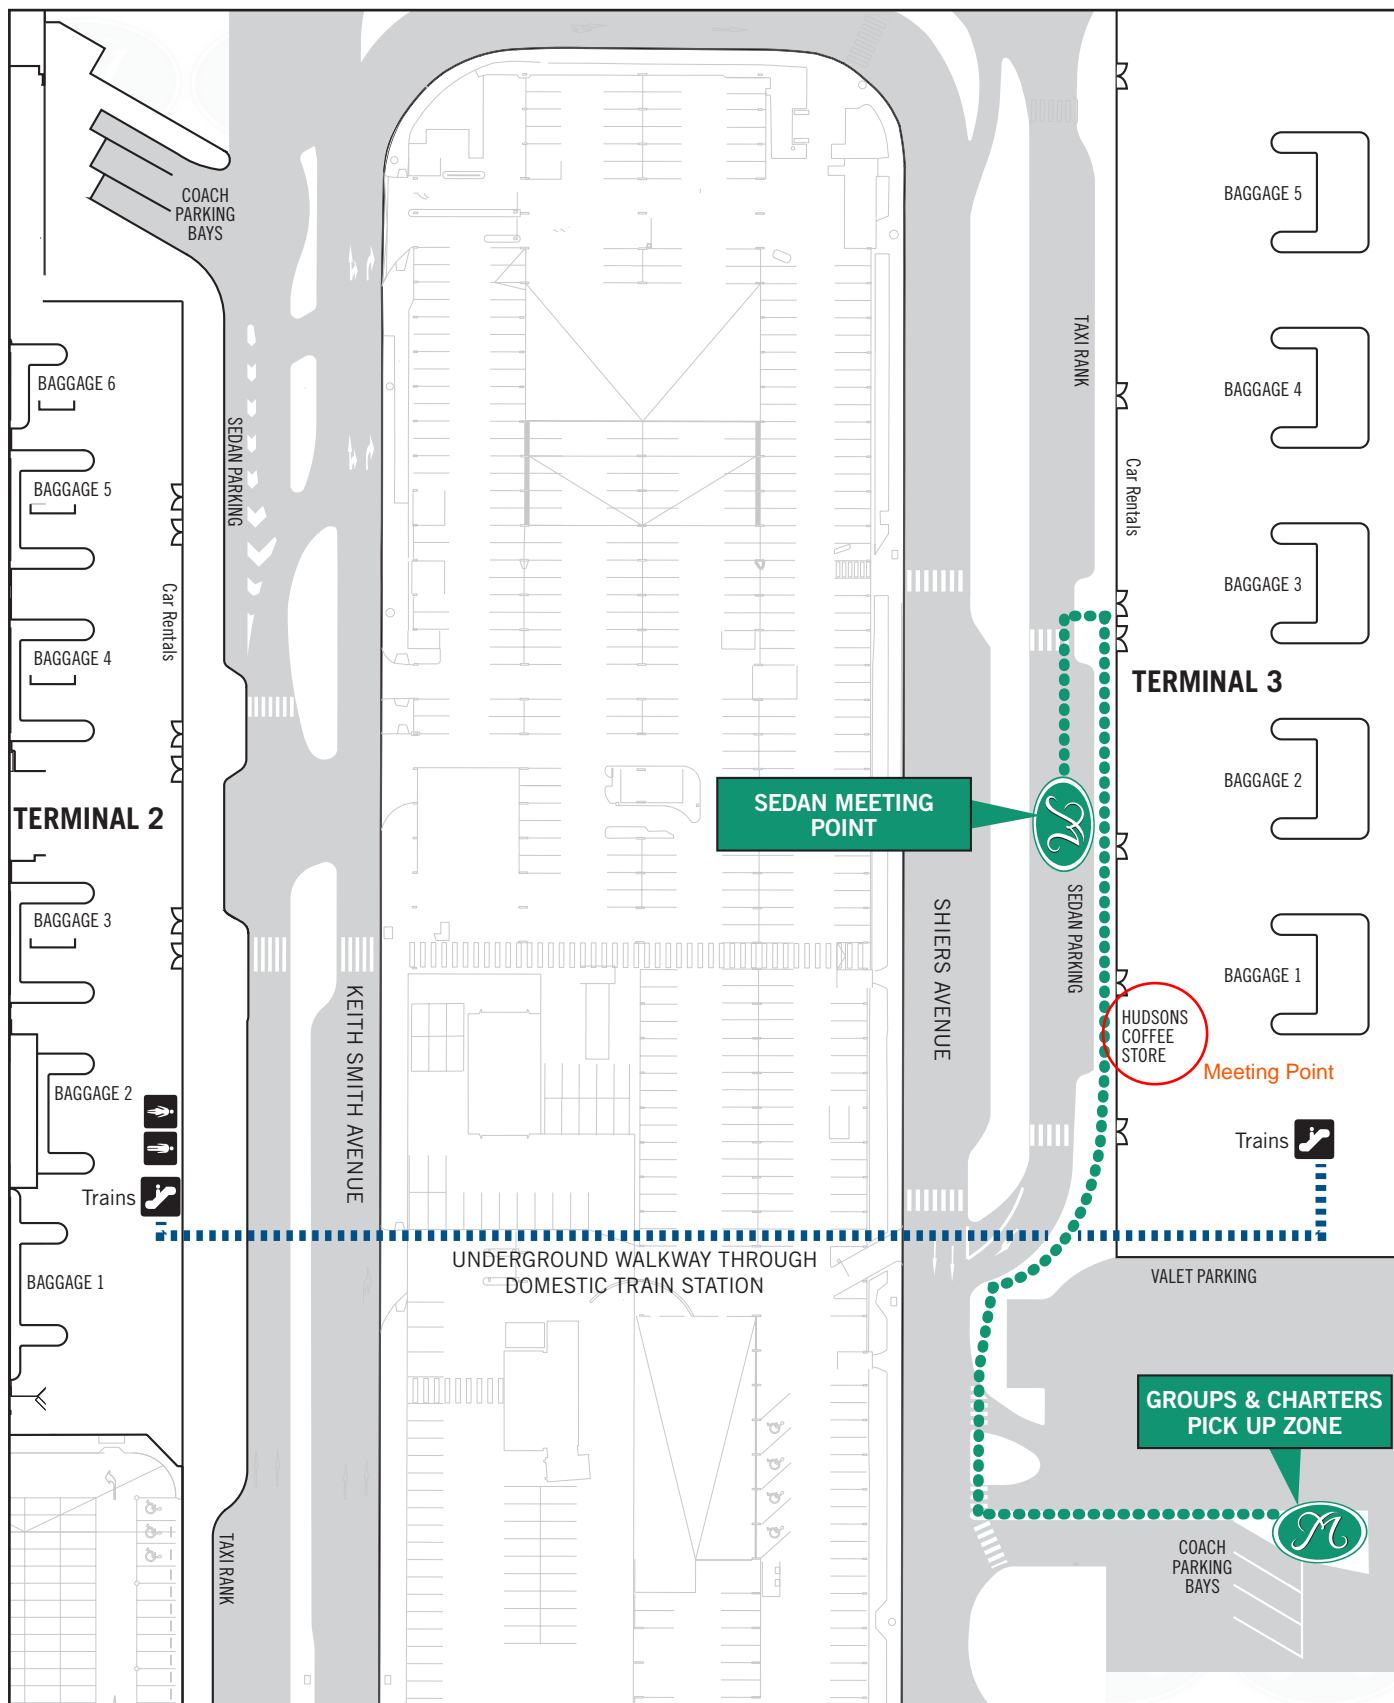 COACH
PARKING
BAYS
BAGGAGE 5
TAXI RANK
BAGGAGE 6
BAGGAGE 4
SEDAN PARKING
Car Rentals
BAGGAGE 5
BAGGAGE 3
Car Rentals
BAGGAGE 4
TERMINAL 3
BAGGAGE 2
TERMINAL 2
SEDAN MEETING
POINT
BAGGAGE 3
SEDAN PARKING
SHIERS AVENUE
BAGGAGE 1
KEITH SMITH AVENUE
HUDSONS
COFFEE
STORE
Meeting Point
BAGGAGE 2
Trains
Trains
UNDERGROUND WALKWAY THROUGH
DOMESTIC TRAIN STATION
BAGGAGE 1
VALET PARKING
GROUPS & CHARTERS
PICK UP ZONE
M
M
TAXI RANK
COACH
PARKING
BAYS